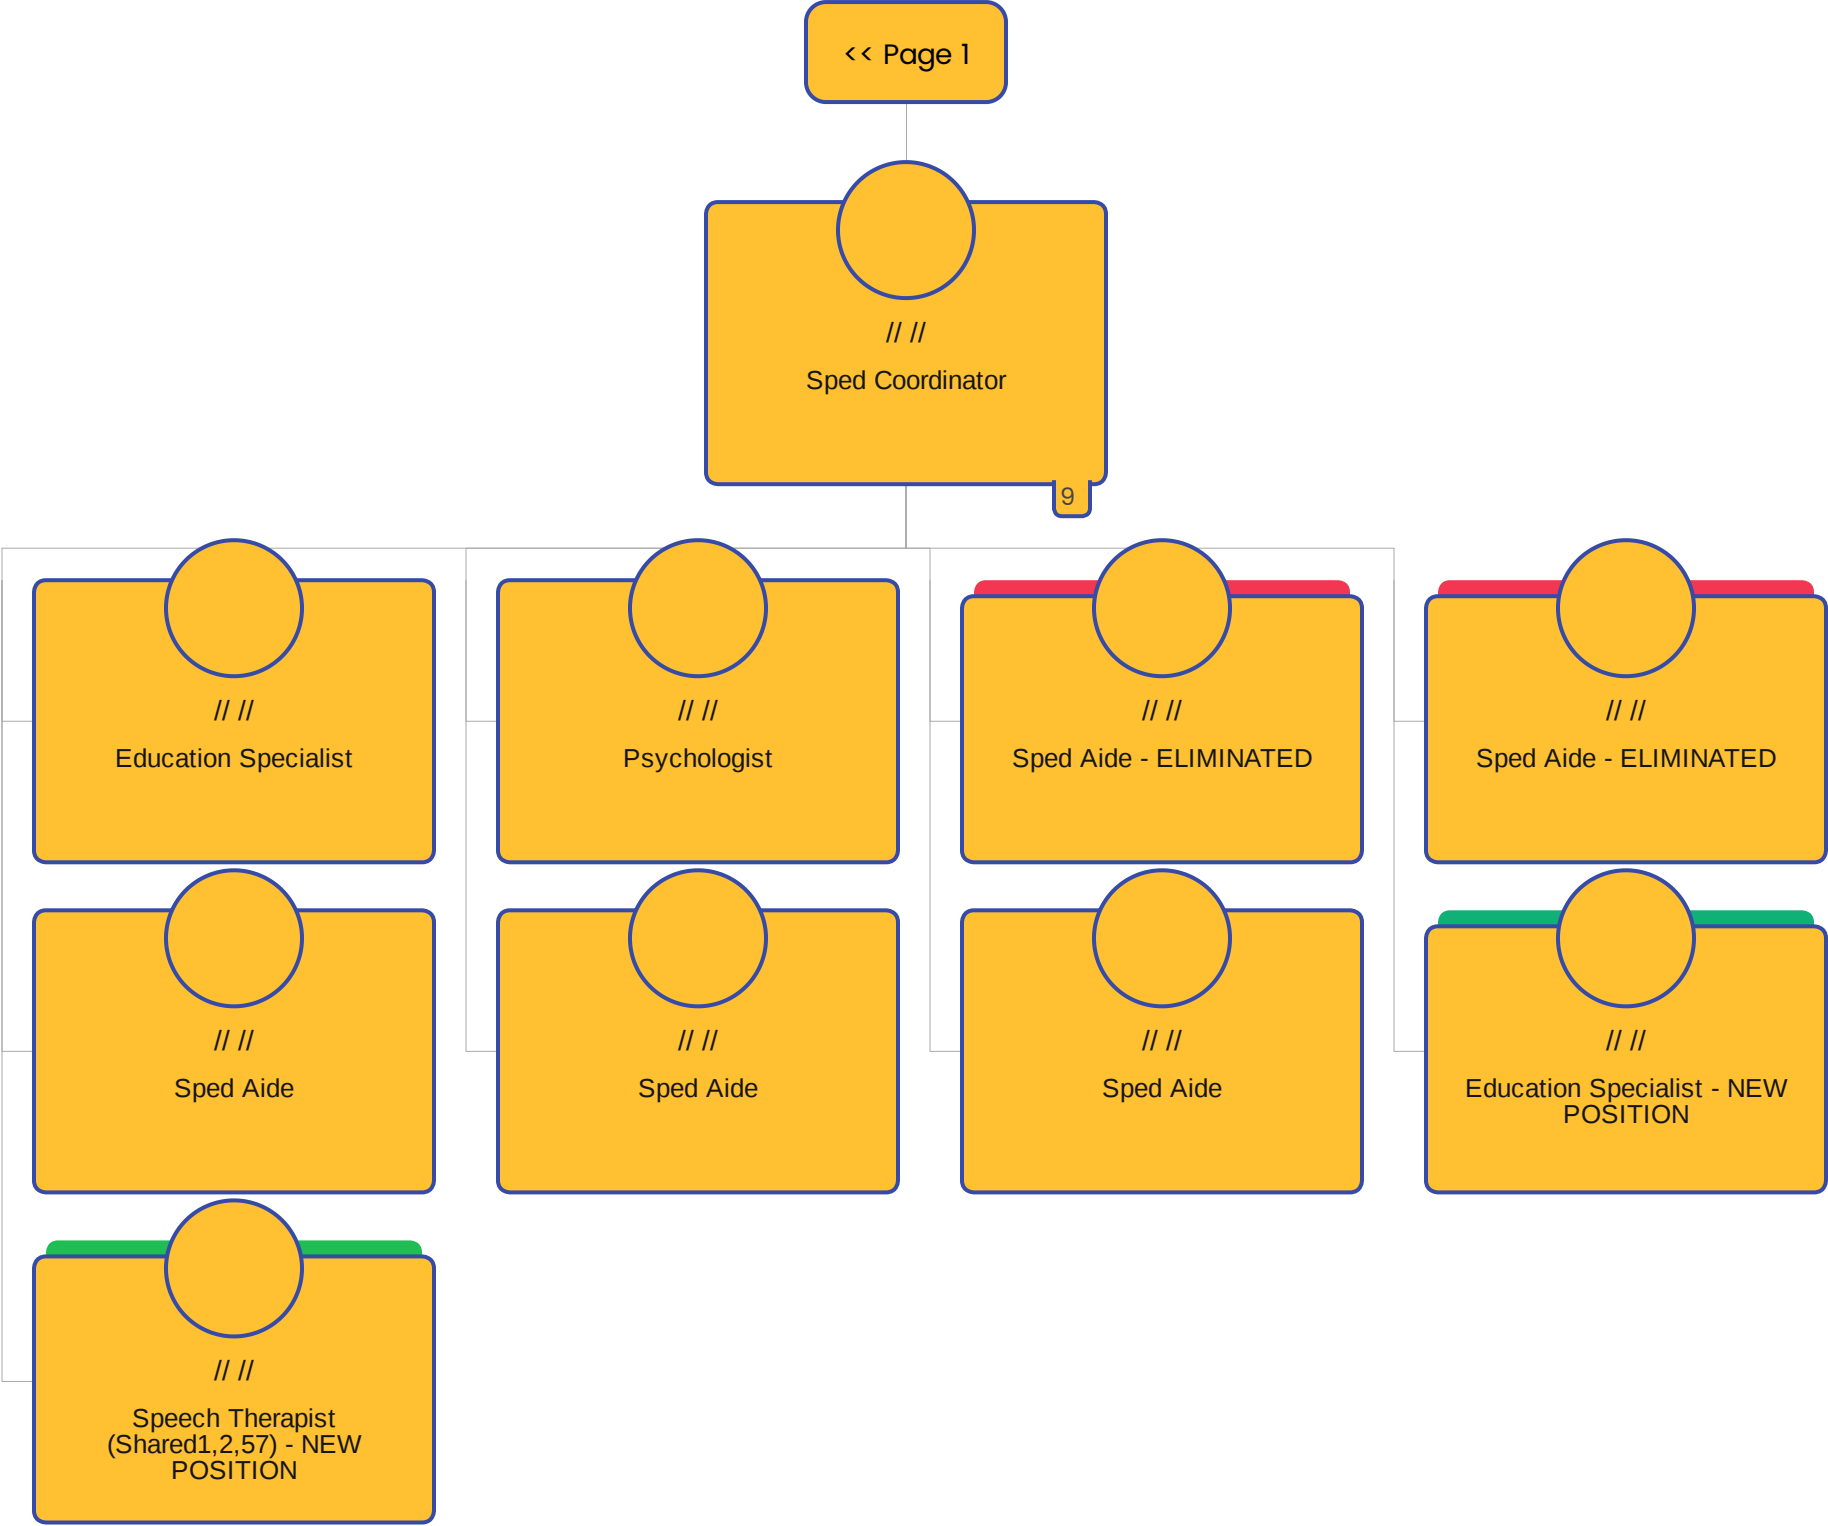 << Page 1
// //
Sped Coordinator
9
// //
Education Specialist
// //
Psychologist
// //
Sped Aide - ELIMINATED
// //
Sped Aide - ELIMINATED
// //
Sped Aide
// //
Sped Aide
// //
Sped Aide
// //
Education Specialist - NEW
POSITION
// //
Speech Therapist
(Shared1,2,57) - NEW
POSITION